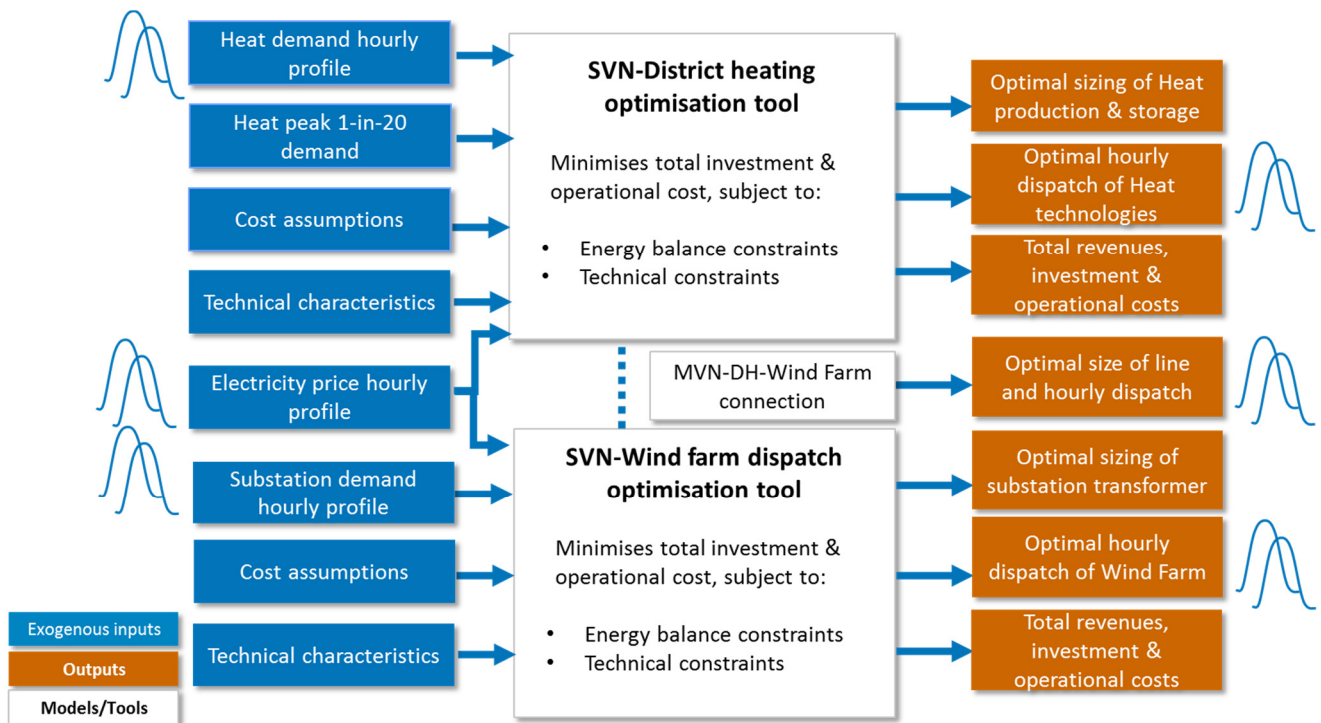 Heat demand hourly
profile
Heat peak 1-in-20
demand
Cost assumptions
Technical characteristics
Electricity price hourly
profile
Substation demand
hourly profile
Cost assumptions
Technical characteristics
Exogenous inputs
Outputs
Models/Tools
SVN-District heating
optimisation tool
Minimises total investment &
operational cost, subject to:
• Energy balance constraints
• Technical constraints
MVN-DH-Wind Farm
connection
SVN-Wind farm dispatch
optimisation tool
Minimises total investment &
operational cost, subject to:
• Energy balance constraints
• Technical constraints
Optimal sizing of Heat
production & storage
Optimal hourly
dispatch of Heat
technologies
Total revenues,
investment &
operational costs
Optimal size of line
and hourly dispatch
Optimal sizing of
substation transformer
Optimal hourly
dispatch of Wind Farm
Total revenues,
investment &
operational costs